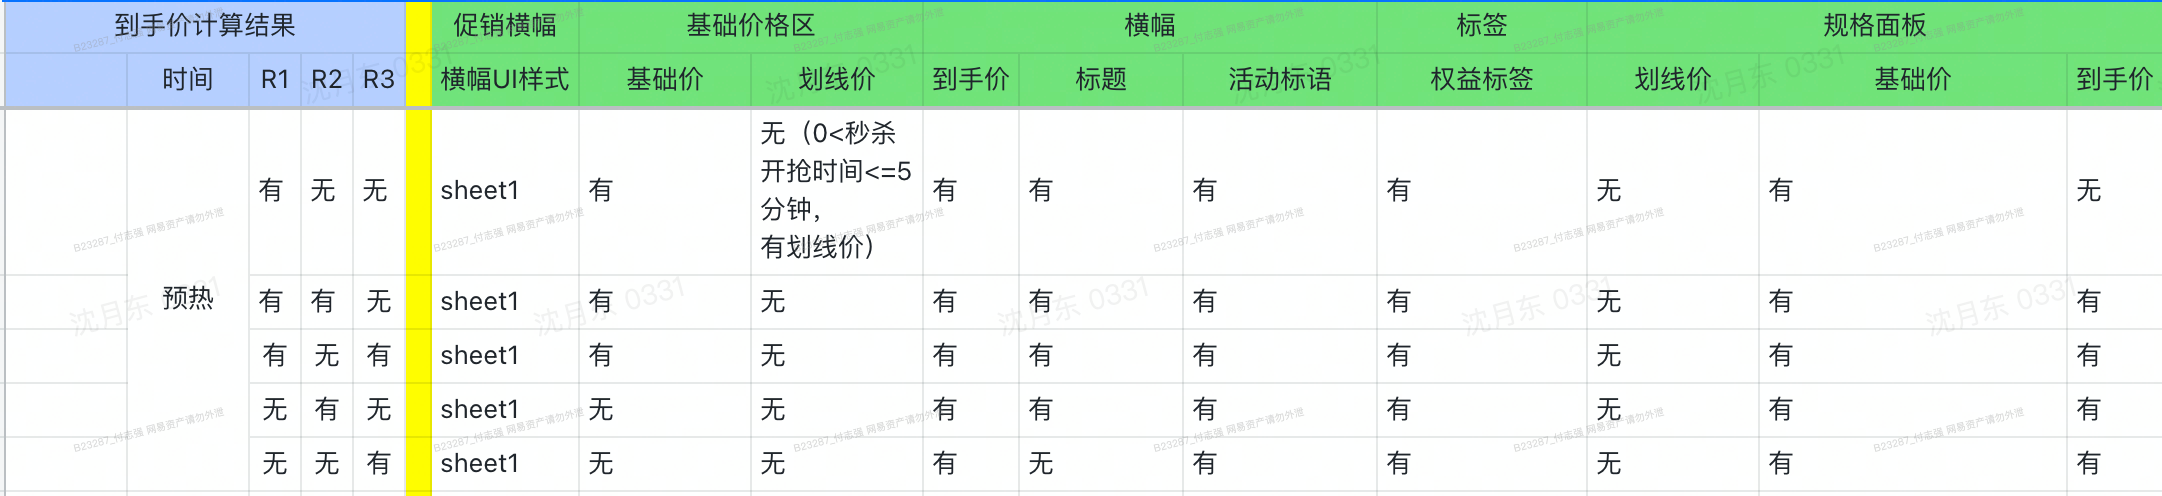 到手价计算结果 促销横幅 基础价格区 横幅 标签 规格面板
时间 R1 R2 R3 横幅UI样式 基础价 划线价 到手价 标题 活动标语 权益标签 划线价 基础价 到手价
预热
有 无 无 sheet1 有 无（0<秒杀
开抢时间<=5
分钟,
有划线价） 有 有 有 有 无 有 无
有 有 无 sheet1 有 无 有 有 有 有 无 有 有
有 无 有 sheet1 有 无 有 有 有 有 无 有 有
无 有 无 sheet1 无 无 有 有 有 有 无 有 有
无 无 有 sheet1 无 无 有 无 有 有 无 有 有
沈月东 0331
B23287_付志强 网易资产请勿外泄